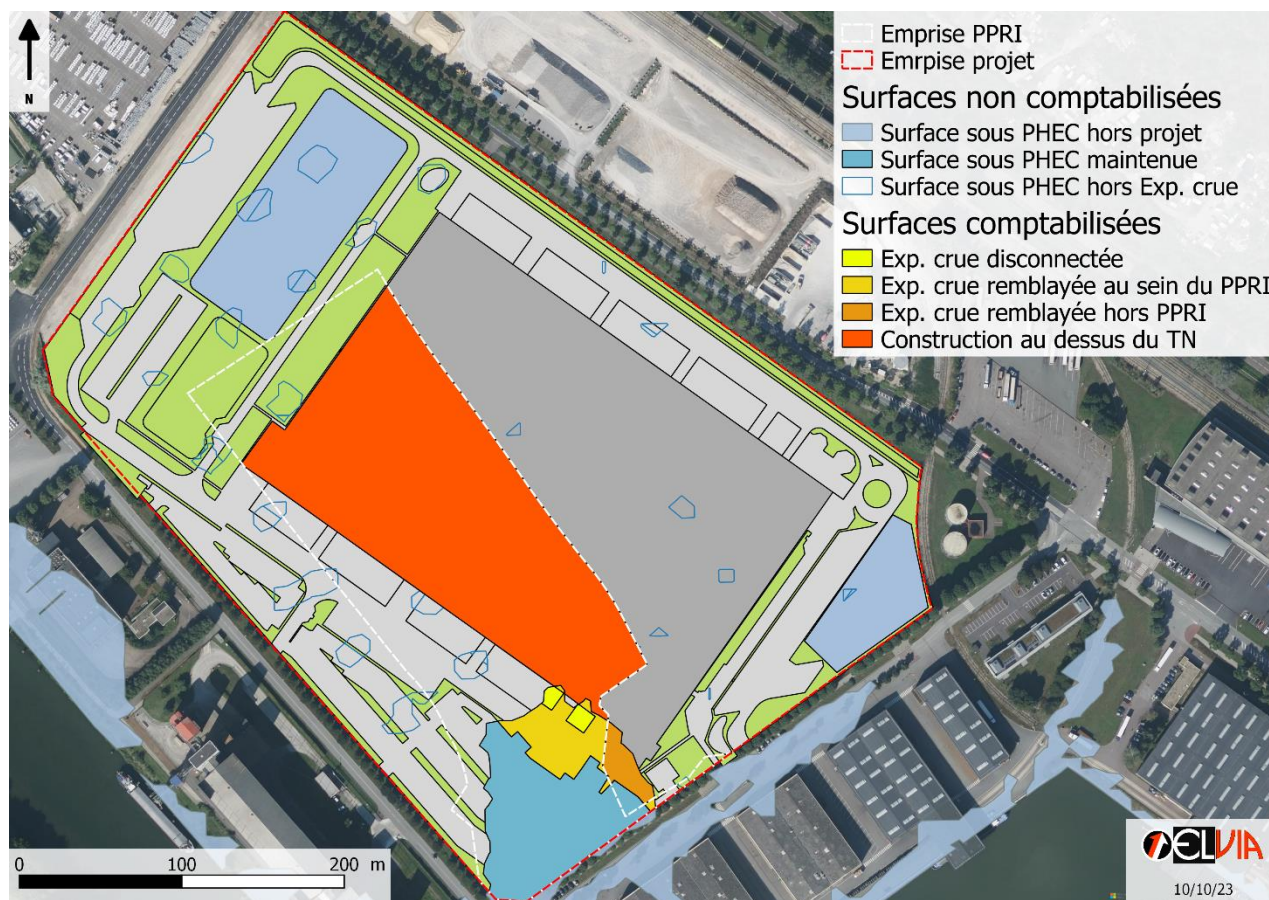 N
Emprise PPRI
Emrpise projet
Surfaces non comptabilisées
Surface sous PHEC hors projet
Surface sous PHEC maintenue
Surface sous PHEC hors Exp. crue
Surfaces comptabilisées
Exp. crue disconnectée
Exp. crue remblayée au sein du PPRI
Exp. crue remblayée hors PPRI
Construction au dessus du TN
0 100 200 m
ELVIA
10/10/23